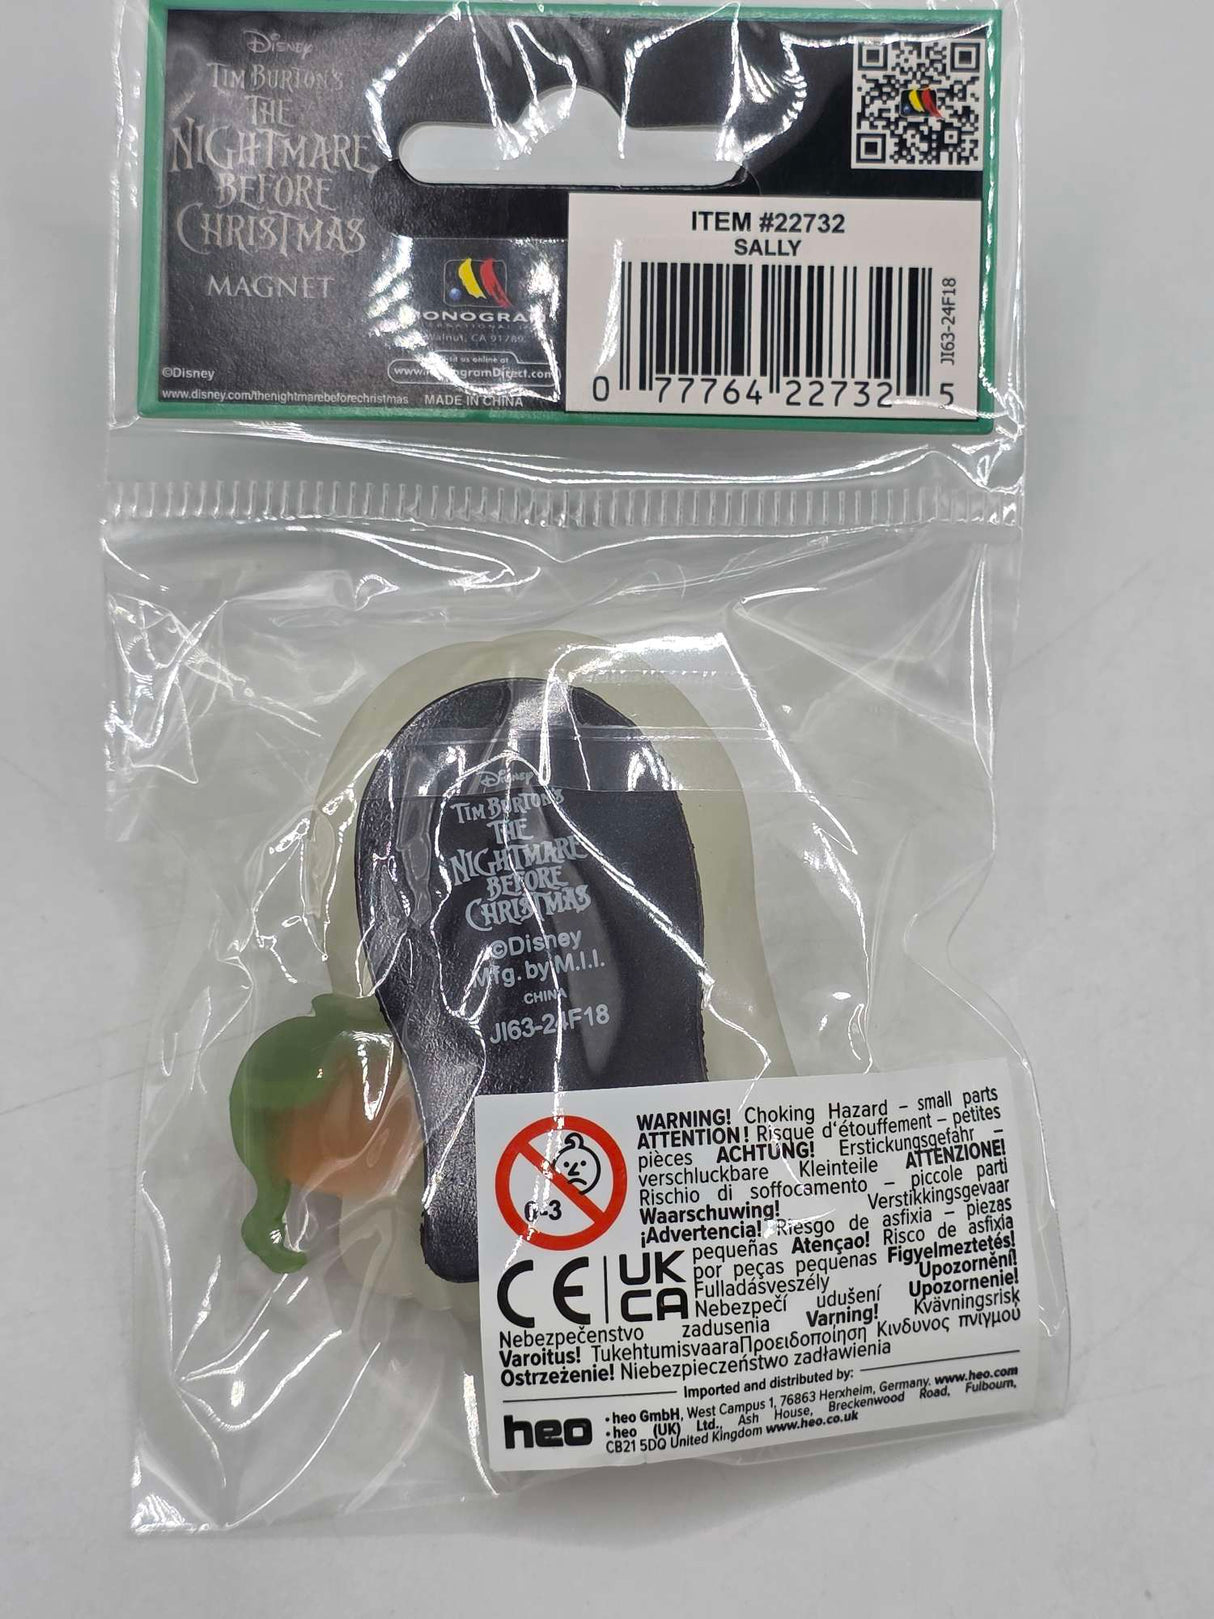 Disney
TIM BURTON'S
THE
NIGHTMARE
BEFORE
CHRISTMAS
MAGNET
©Disney
www.disney.com/thenightmarebeforechristmas
MADE IN CHINA
Walnut, CA 91789
ITEM #22732
SALLY
0 77764 22732 5
JI63-24F18
Disney
TIM BURTON'S
THE
NIGHTMARE
BEFORE
CHRISTMAS
©Disney
Mfg. by M.I.I.
CHINA
JI63-24F18
0-3
WARNING! Choking Hazard – small parts
ATTENTION! Risque d'étouffement – petites
pièces ACHTUNG! Erstickungsgefahr –
verschluckbare Kleinteile ATTENZIONE!
Rischio di soffocamento – piccole parti
Waarschuwing! Verstikkingsgevaar
¡Advertencia! Riesgo de asfixia – piezas
pequeñas Atençao! Risco de asfixia
por peças pequenas Figyelmeztetés!
Fulladásveszély Upozornění!
Nebezpečí udušení Upozornenie!
Nebezpečenstvo zadusenia Varning! Kvävningsrisk
Varoitus! TukehtumisvaaraΠροειδοποίηση Κινδυνος πνίγμού
Ostrzeżenie! Niebezpieczeństwo zadławienia
CE UK
CA
Imported and distributed by:
heo
• heo GmbH, West Campus 1, 76863 Herxheim, Germany. www.heo.com
• heo (UK) Ltd., Ash House, Breckenwood Road, Fulbourn,
CB21 5DQ United Kingdom www.heo.co.uk